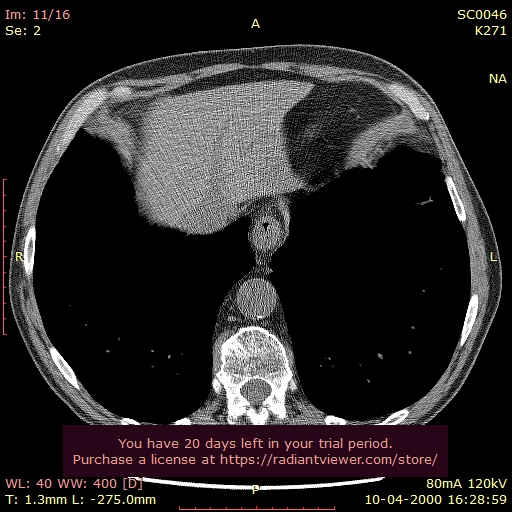 Im: 11/16
Se: 2
A
SC0046
K271
NA
R
L
You have 20 days left in your trial period.
Purchase a license at https://radiantviewer.com/store/
WL: 40 WW: 400 [D]
T: 1.3mm L: -275.0mm
P
80mA 120kV
10-04-2000 16:28:59